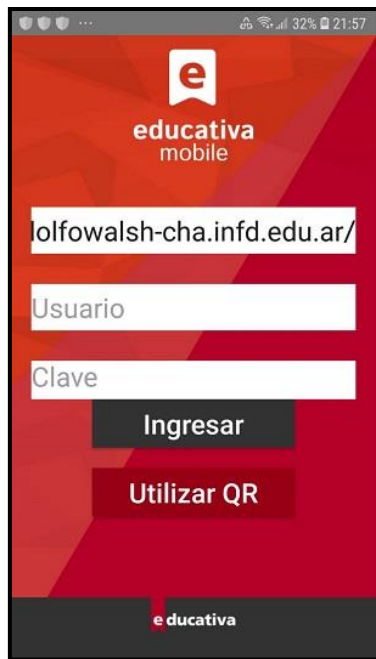 32% 21:57
e
educativa
mobile
lolfowalsh-cha.infd.edu.ar/
Usuario
Clave
Ingresar
Utilizar QR
educativa